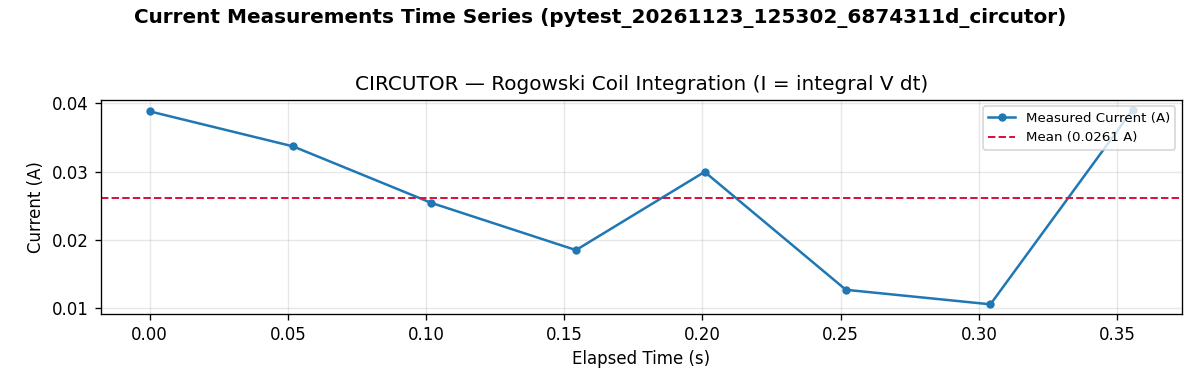 Current Measurements Time Series (pytest_20261123_125302_6874311d_circutor)
CIRCUTOR — Rogowski Coil Integration (I = integral V dt)
Current (A)
0.04
0.03
0.02
0.01
Measured Current (A)
Mean (0.0261 A)
0.00 0.05 0.10 0.15 0.20 0.25 0.30 0.35
Elapsed Time (s)